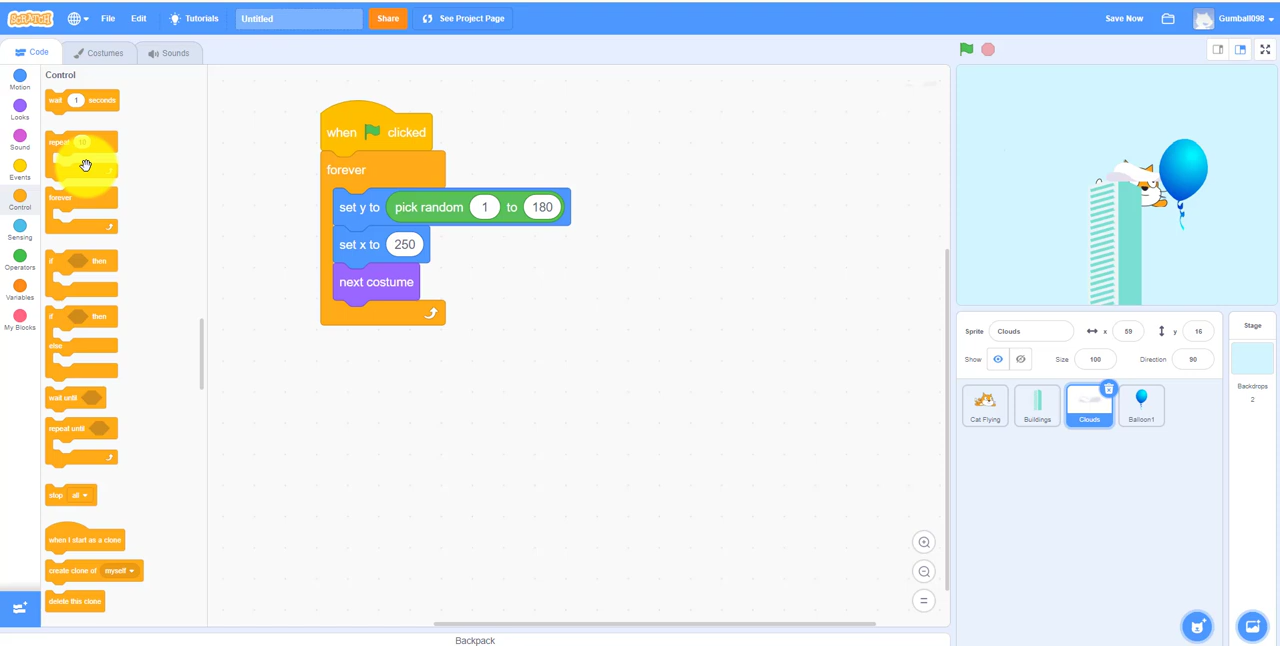 SCRATCH File Edit Tutorials Untitled Share See Project Page Save Now Gumball098
Code Costumes Sounds
Motion
Looks
Sound
Events
Control
Sensing
Operators
Variables
My Blocks
Control
wait 1 seconds
repeat 10
forever
if then
if then
else
wait until
repeat until
stop all
when I start as a clone
create clone of myself
delete this clone
when clicked
forever
set y to pick random 1 to 180
set x to 250
next costume
Sprite Clouds x 59 y 16
Show Size 100 Direction 90
Cat Flying Buildings Clouds Balloon1
Stage
Backdrops
2
Backpack